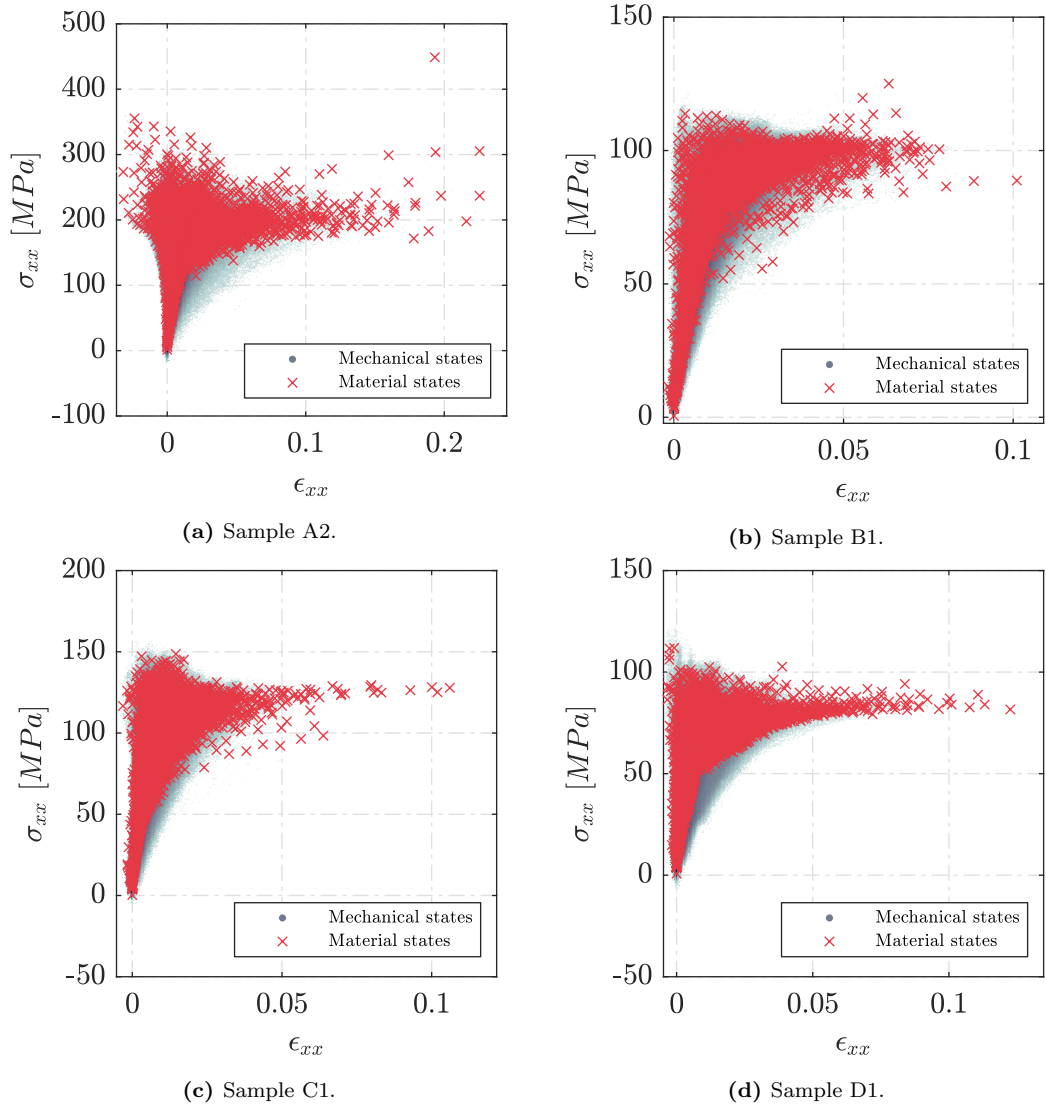 500
400
300
200
100
0
-100
σxx [MPa]
Mechanical states
Material states
0
0.1
0.2
ϵxx
(a) Sample A2.
150
100
50
0
σxx [MPa]
Mechanical states
Material states
0
0.05
0.1
ϵxx
(b) Sample B1.
200
150
100
50
0
-50
σxx [MPa]
Mechanical states
Material states
0
0.05
0.1
ϵxx
(c) Sample C1.
150
100
50
0
-50
σxx [MPa]
Mechanical states
Material states
0
0.05
0.1
ϵxx
(d) Sample D1.